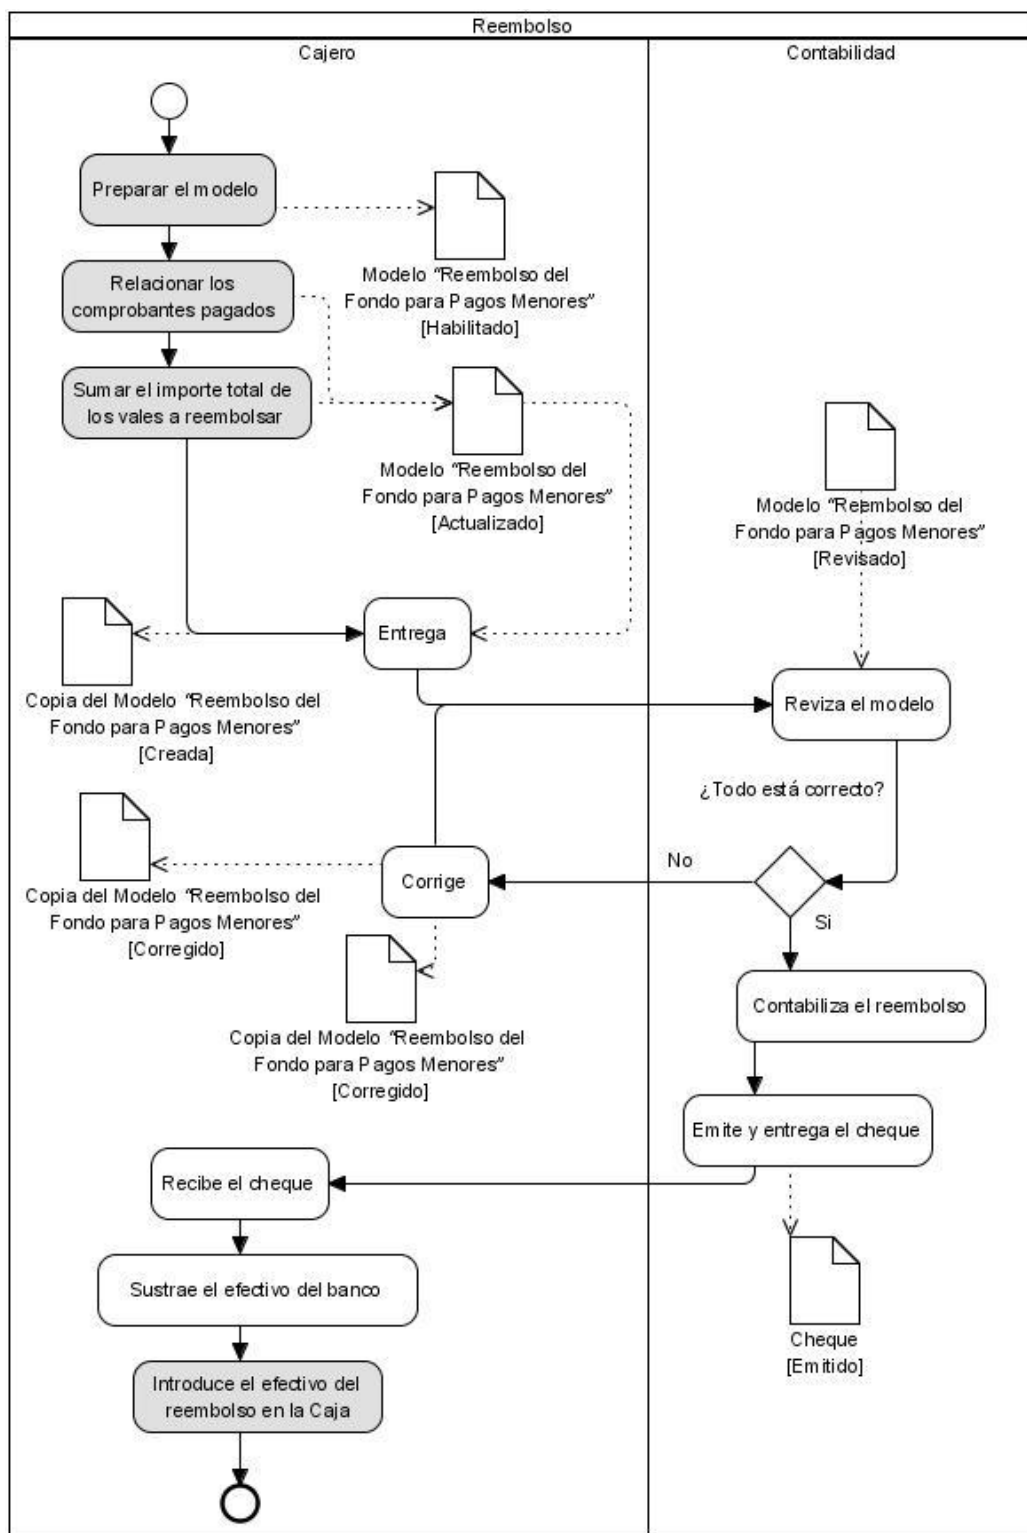 Reembolso
Cajero
Contabilidad
Preparar el modelo
Modelo “Reembolso del
Fondo para Pagos Menores”
[Habilitado]
Relacionar los
comprobantes pagados
Sumar el importe total de
los vales a reembolsar
Modelo “Reembolso del
Fondo para Pagos Menores”
[Actualizado]
Modelo “Reembolso del
Fondo para Pagos Menores”
[Revisado]
Entrega
Copia del Modelo “Reembolso del
Fondo para Pagos Menores”
[Creada]
Reviza el modelo
¿Todo está correcto?
No
Si
Corrige
Copia del Modelo “Reembolso del
Fondo para Pagos Menores”
[Corregido]
Copia del Modelo “Reembolso del
Fondo para Pagos Menores”
[Corregido]
Contabiliza el reembolso
Emite y entrega el cheque
Recibe el cheque
Cheque
[Emitido]
Sustrae el efectivo del banco
Introduce el efectivo del
reembolso en la Caja